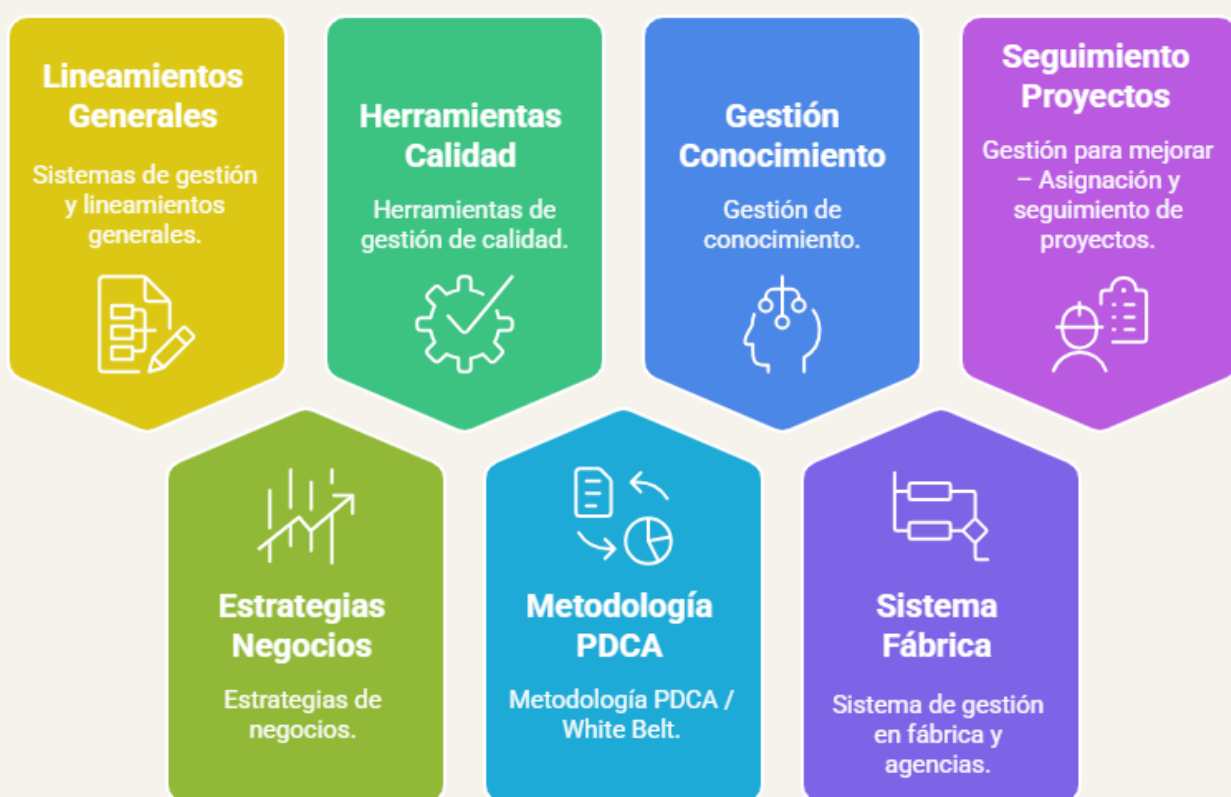 Lineamientos
Generales
Sistemas de gestión
y lineamientos
generales.
Herramientas
Calidad
Herramientas de
gestión de calidad.
Gestión
Conocimiento
Gestión de
conocimiento.
Seguimiento
Proyectos
Gestión para mejorar
– Asignación y
seguimiento de
proyectos.
Estrategias
Negocios
Estrategias de
negocios.
Metodología
PDCA
Metodología PDCA /
White Belt.
Sistema
Fábrica
Sistema de gestión
en fábrica y
agencias.